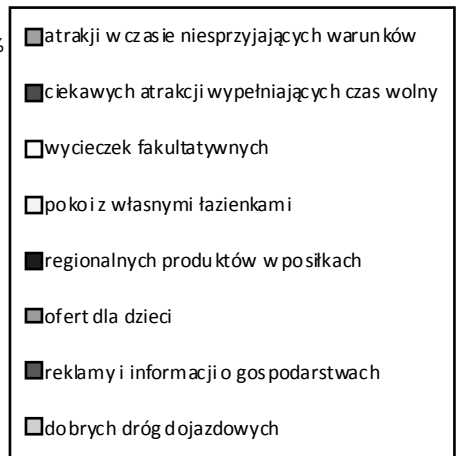 %
atrakji w czasie niesprzyjających warunków
ciekawych atrakcji wypełniających czas wolny
wycieczek fakultatywnych
pokoi z własnymi łazienkami
regionalnych produktów w posiłkach
ofert dla dzieci
reklamy i informacji o gospodarstwach
dobrych dróg dojazdowych